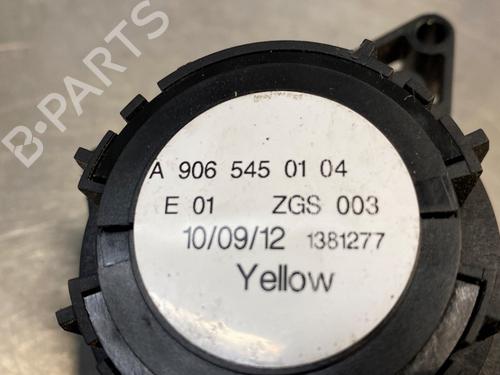 B-PARTS
A 906 545 01 04
E 01 ZGS 003
10/09/12 1381277
Yellow